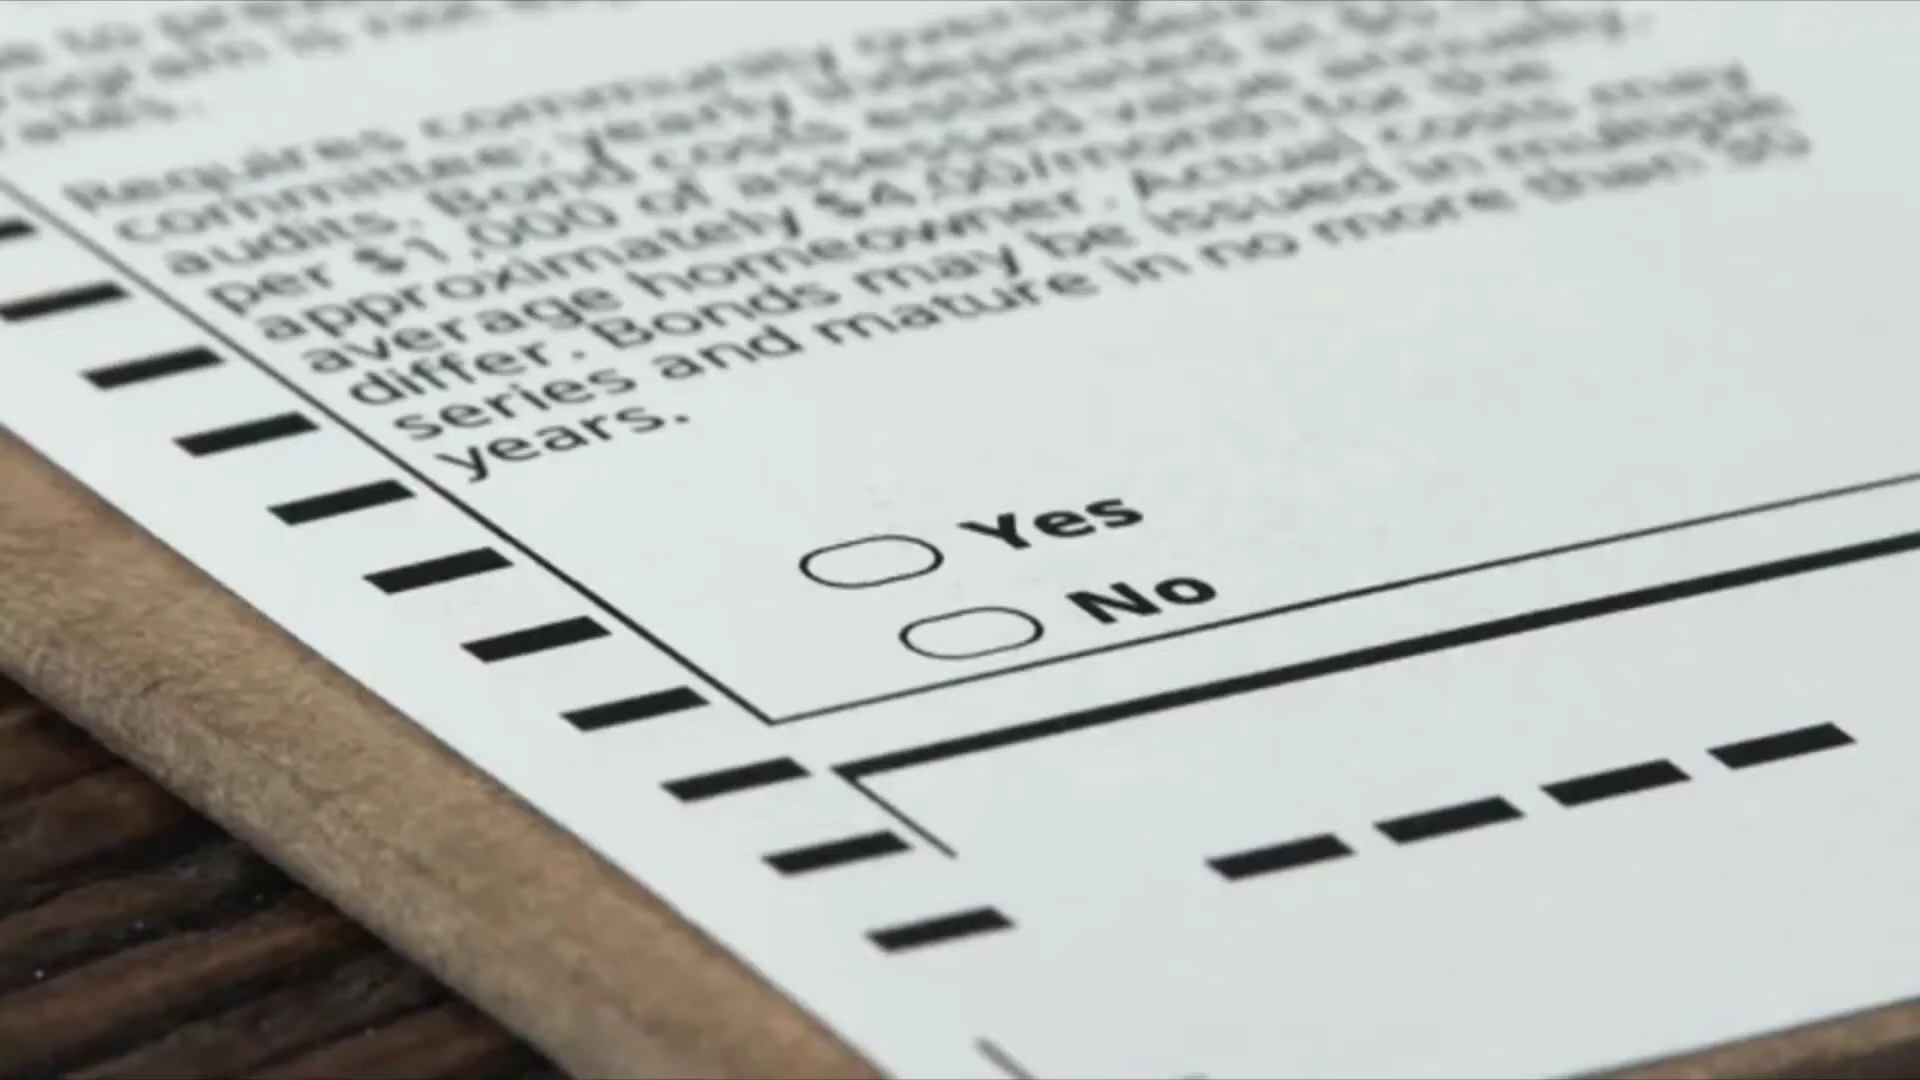 Requires community
committee; yearly independent
audits. Bond costs estimated at
per $1,000 of assessed value annually.
approximately $4.00/month for the
average homeowner. Actual costs may
differ. Bonds may be issued in multiple
series and mature in no more than
years.
Yes
No